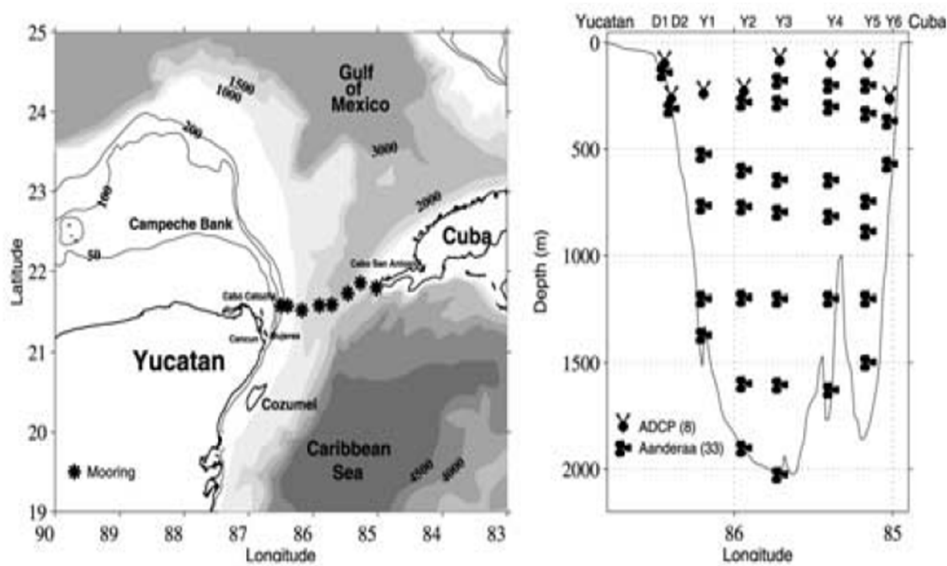 25
24
23
22
21
20
19
90
89
88
87
86
85
84
83
Latitude
Longitude
Gulf
of
Mexico
1500
1000
200
3000
100
2000
Campeche Bank
50
Cuba
Cabo San Antonio
Cabo Catoche
Cancun
Mujeres
Yucatan
Cozumel
Caribbean
Sea
4500
4000
Mooring
Yucatan D1 D2 Y1 Y2 Y3 Y4 Y5 Y6 Cuba
0
500
1000
1500
2000
Depth (m)
ADCP (8)
Aanderaa (33)
86
85
Longitude